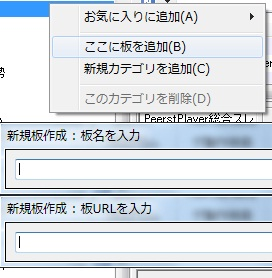 お気に入りに追加(A)
ここに板を追加(B)
新規カテゴリを追加(C)
このカテゴリを削除(D)
PeerstPlayer総合スレ
新規板作成：板名を入力
新規板作成：板URLを入力